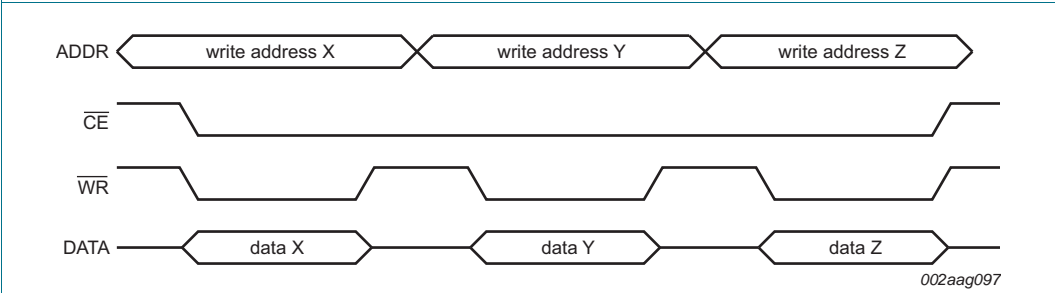 ADDR write address X write address Y write address Z
CE
WR
DATA data X data Y data Z
002aag097